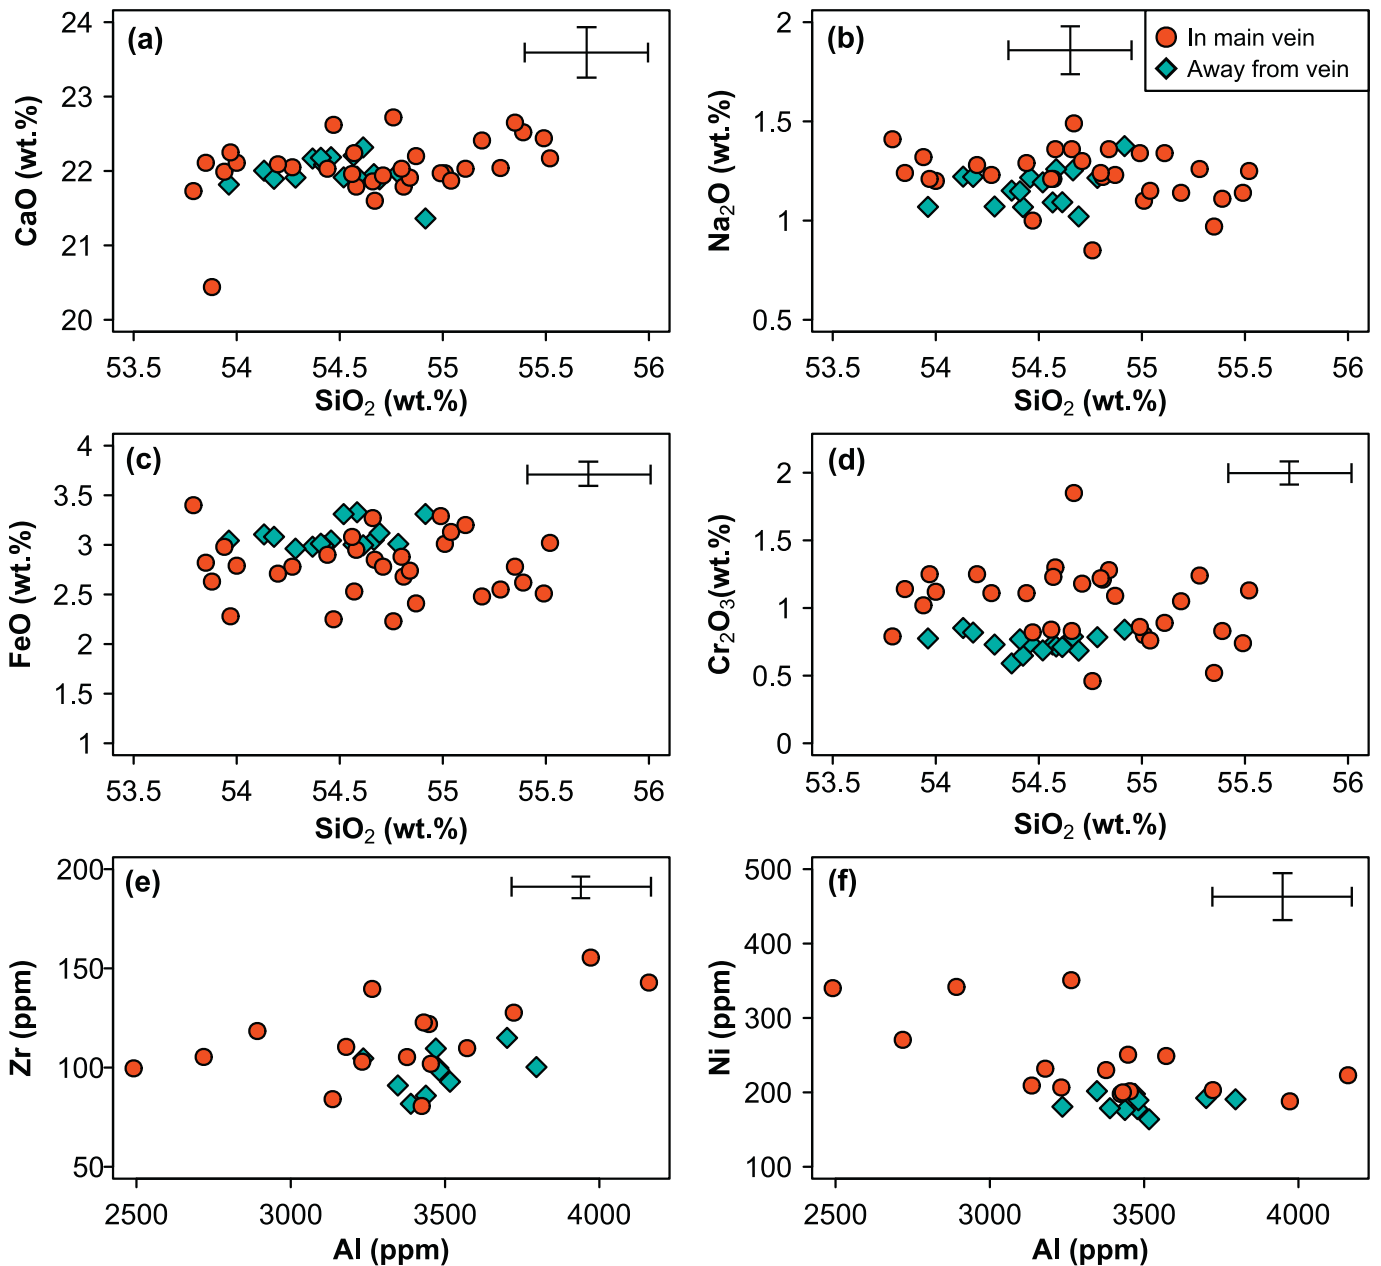 (a)
24
23
22
21
20
CaO (wt.%)
53.5 54 54.5 55 55.5 56
SiO₂ (wt.%)
(b)
In main vein
Away from vein
2
1.5
1
0.5
Na₂O (wt.%)
53.5 54 54.5 55 55.5 56
SiO₂ (wt.%)
(c)
4
3.5
3
2.5
2
1.5
1
FeO (wt.%)
53.5 54 54.5 55 55.5 56
SiO₂ (wt.%)
(d)
2
1.5
1
0.5
0
Cr₂O₃(wt.%)
53.5 54 54.5 55 55.5 56
SiO₂ (wt.%)
(e)
200
150
100
50
Zr (ppm)
2500 3000 3500 4000
Al (ppm)
(f)
500
400
300
200
100
Ni (ppm)
2500 3000 3500 4000
Al (ppm)